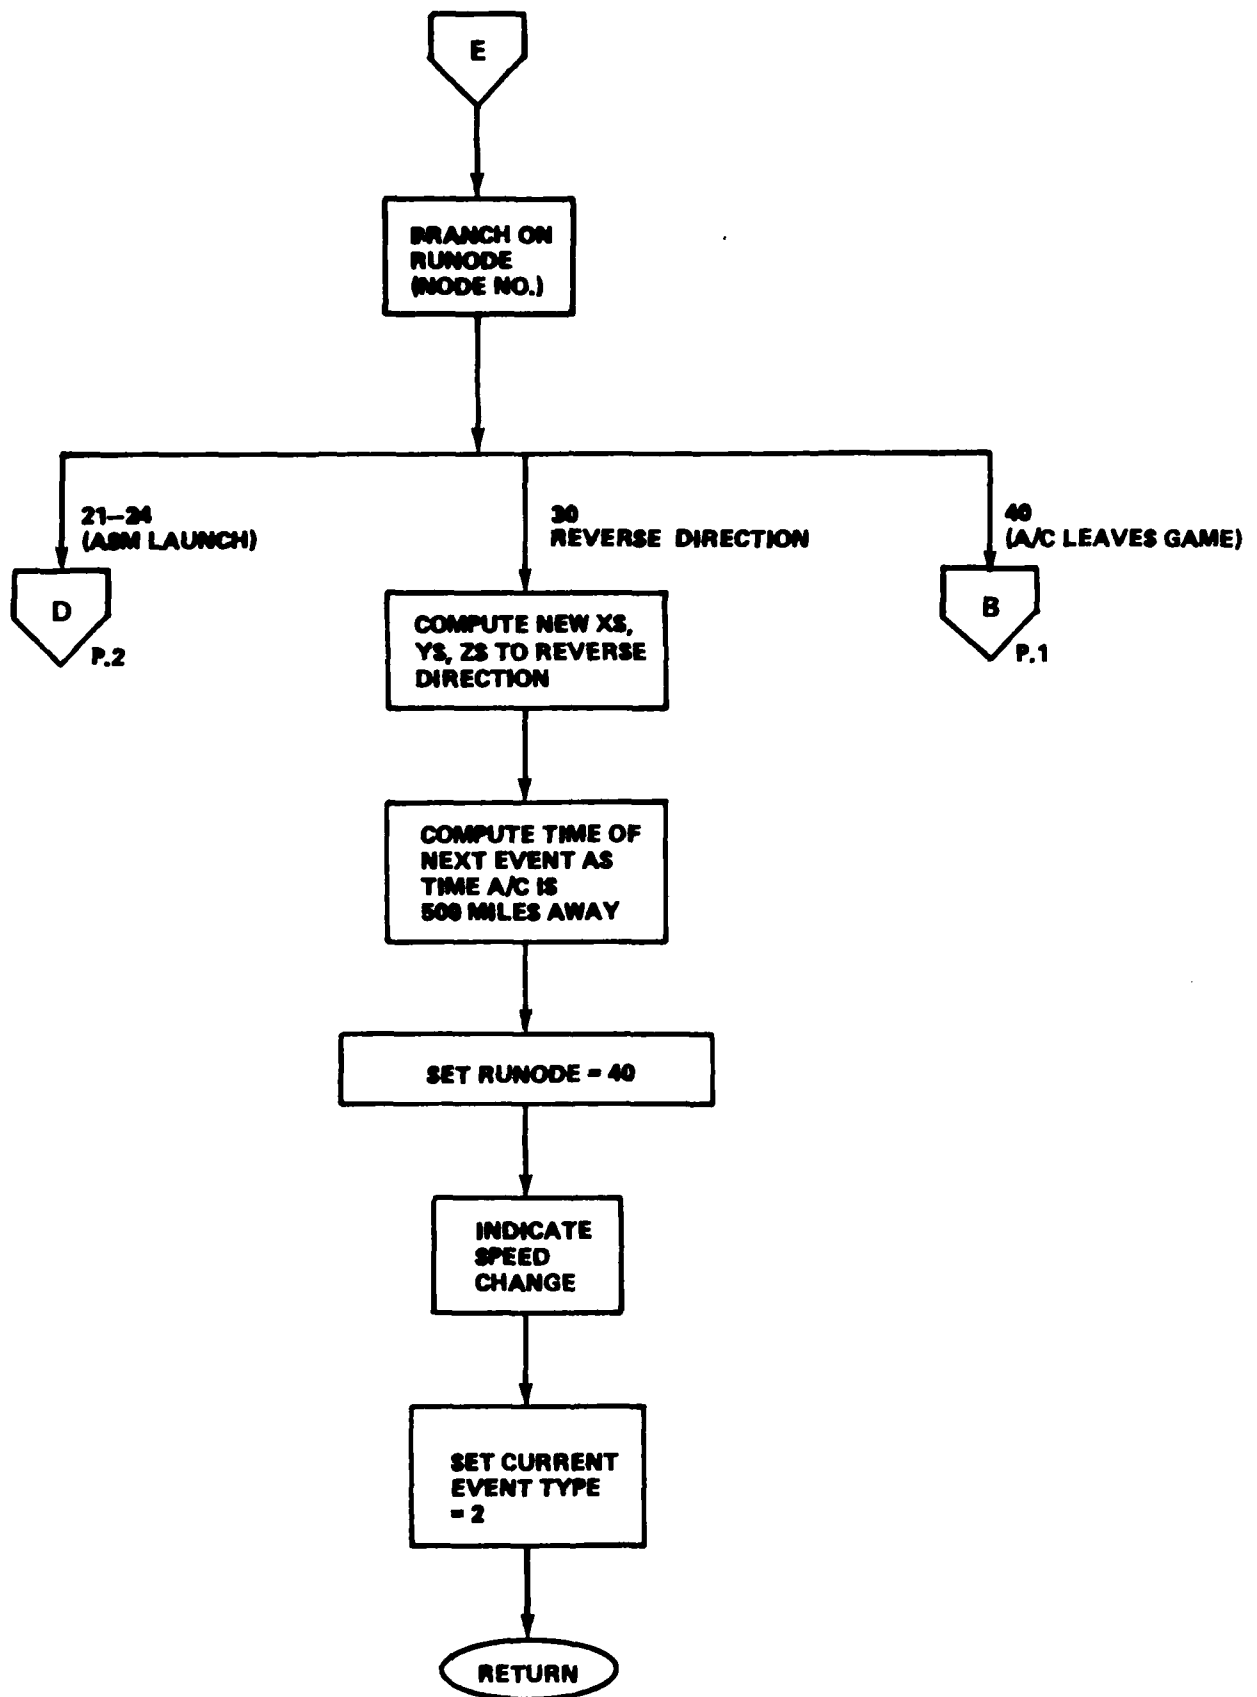 E
BRANCH ON
RUNODE
(NODE NO.)
21-24
(ASM LAUNCH)
30
REVERSE DIRECTION
40
(A/C LEAVES GAME)
D
P.2
B
P.1
COMPUTE NEW XS,
YS, ZS TO REVERSE
DIRECTION
COMPUTE TIME OF
NEXT EVENT AS
TIME A/C IS
500 MILES AWAY
SET RUNODE = 40
INDICATE
SPEED
CHANGE
SET CURRENT
EVENT TYPE
= 2
RETURN